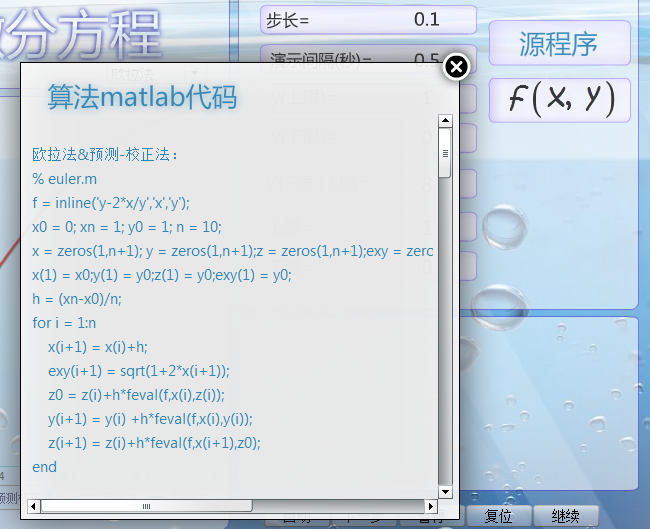 微分方程
步长= 0.1
演示间隔(秒)= 0.5
源程序
f(x, y)
算法matlab代码
欧拉法&预测-校正法：
% euler.m
f = inline('y-2*x/y','x','y');
x0 = 0; xn = 1; y0 = 1; n = 10;
x = zeros(1,n+1); y = zeros(1,n+1);z = zeros(1,n+1);exy = zero
x(1) = x0;y(1) = y0;z(1) = y0;exy(1) = y0;
h = (xn-x0)/n;
for i = 1:n
x(i+1) = x(i)+h;
exy(i+1) = sqrt(1+2*x(i+1));
z0 = z(i)+h*feval(f,x(i),z(i));
y(i+1) = y(i) +h*feval(f,x(i),y(i));
z(i+1) = z(i)+h*feval(f,x(i+1),z0);
end
复位
继续